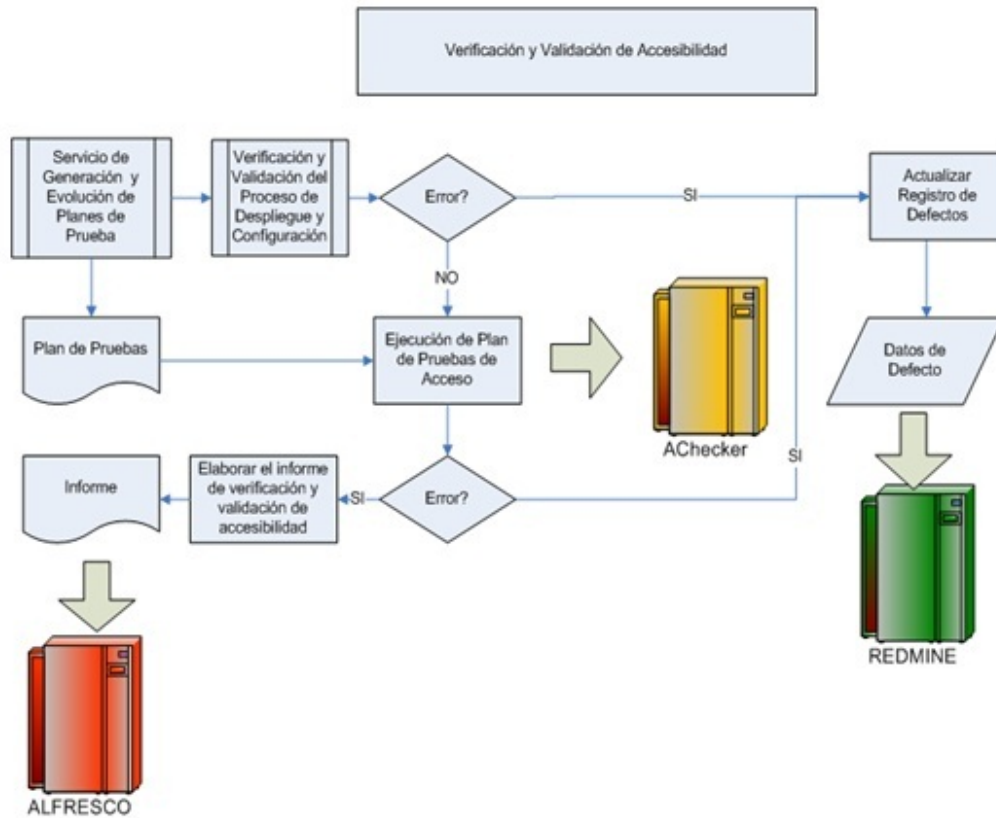 Verificación y Validación de Accesibilidad
Servicio de
Generación y
Evolución de
Planes de
Prueba
Verificación y
Validación del
Proceso de
Despliegue y
Configuración
Error?
SI
Actualizar
Registro de
Defectos
NO
Plan de Pruebas
Ejecución de Plan
de Pruebas de
Acceso
AChecker
Datos de
Defecto
SI
Informe
Elaborar el informe
de verificación y
validación de
accesibilidad
SI
Error?
REDMINE
ALFRESCO